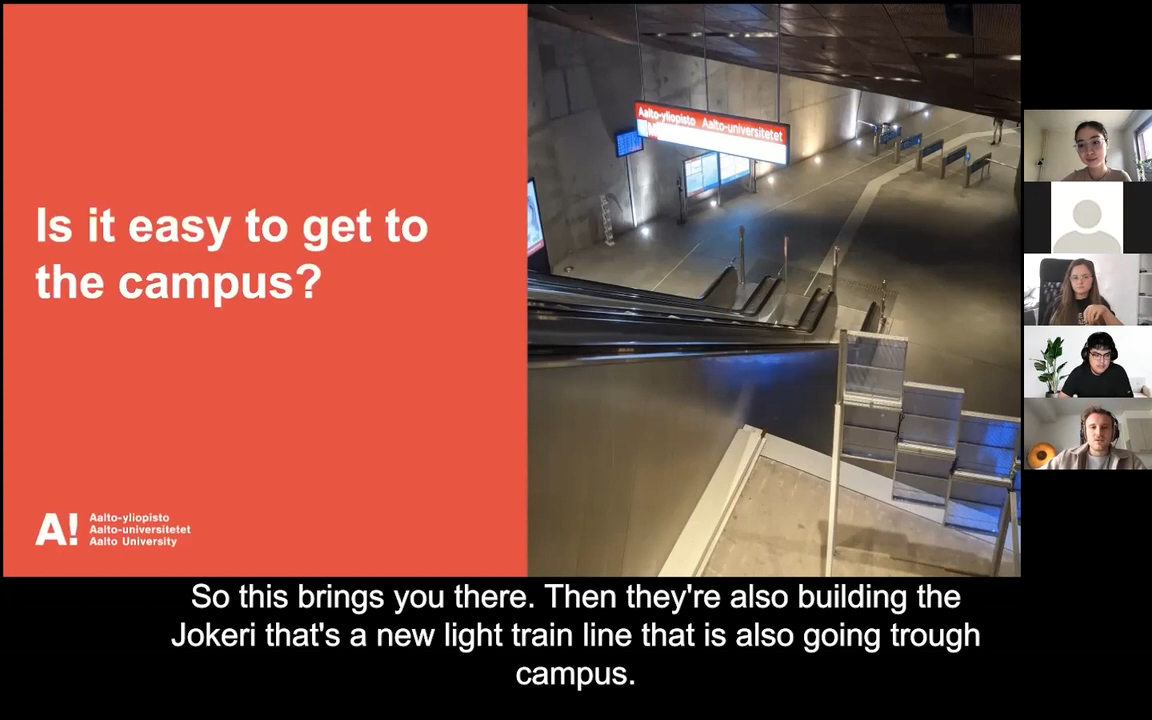 Is it easy to get to
the campus?
Aalto-yliopisto Aalto-universitetet
M
A!
Aalto-yliopisto
Aalto-universitetet
Aalto University
So this brings you there. Then they're also building the
Jokeri that's a new light train line that is also going trough
campus.